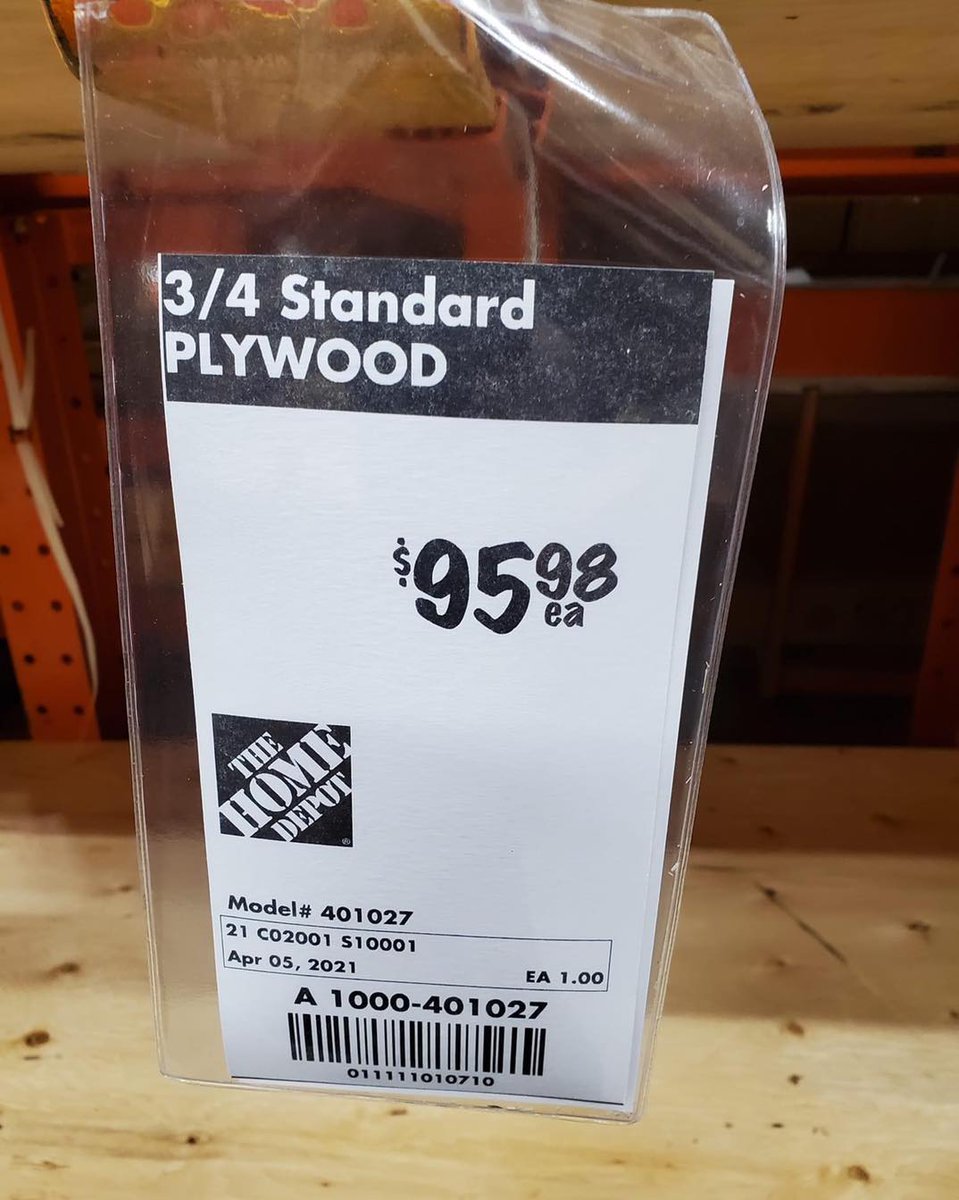 3/4 Standard
PLYWOOD
$95 98
ea
THE
HOME
DEPOT
®
Model# 401027
21 C02001 S10001
Apr 05, 2021
EA 1.00
A 1000-401027
011111010710